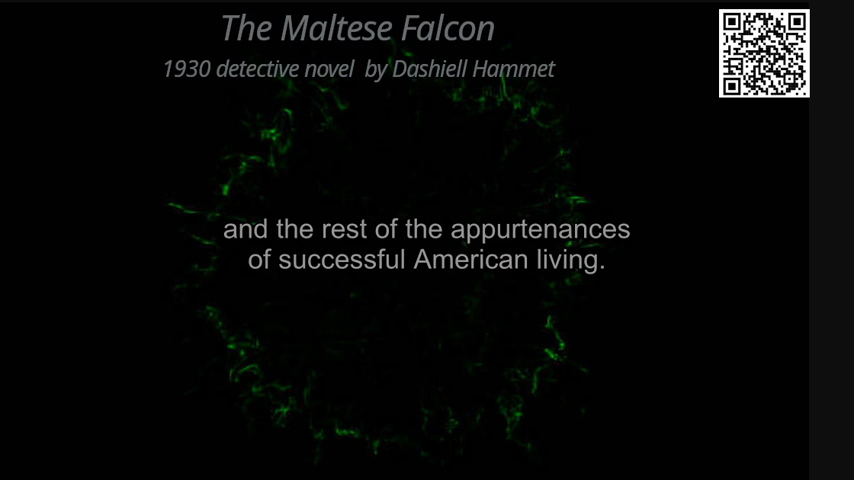 The Maltese Falcon
1930 detective novel by Dashiell Hammet
and the rest of the appurtenances
of successful American living.